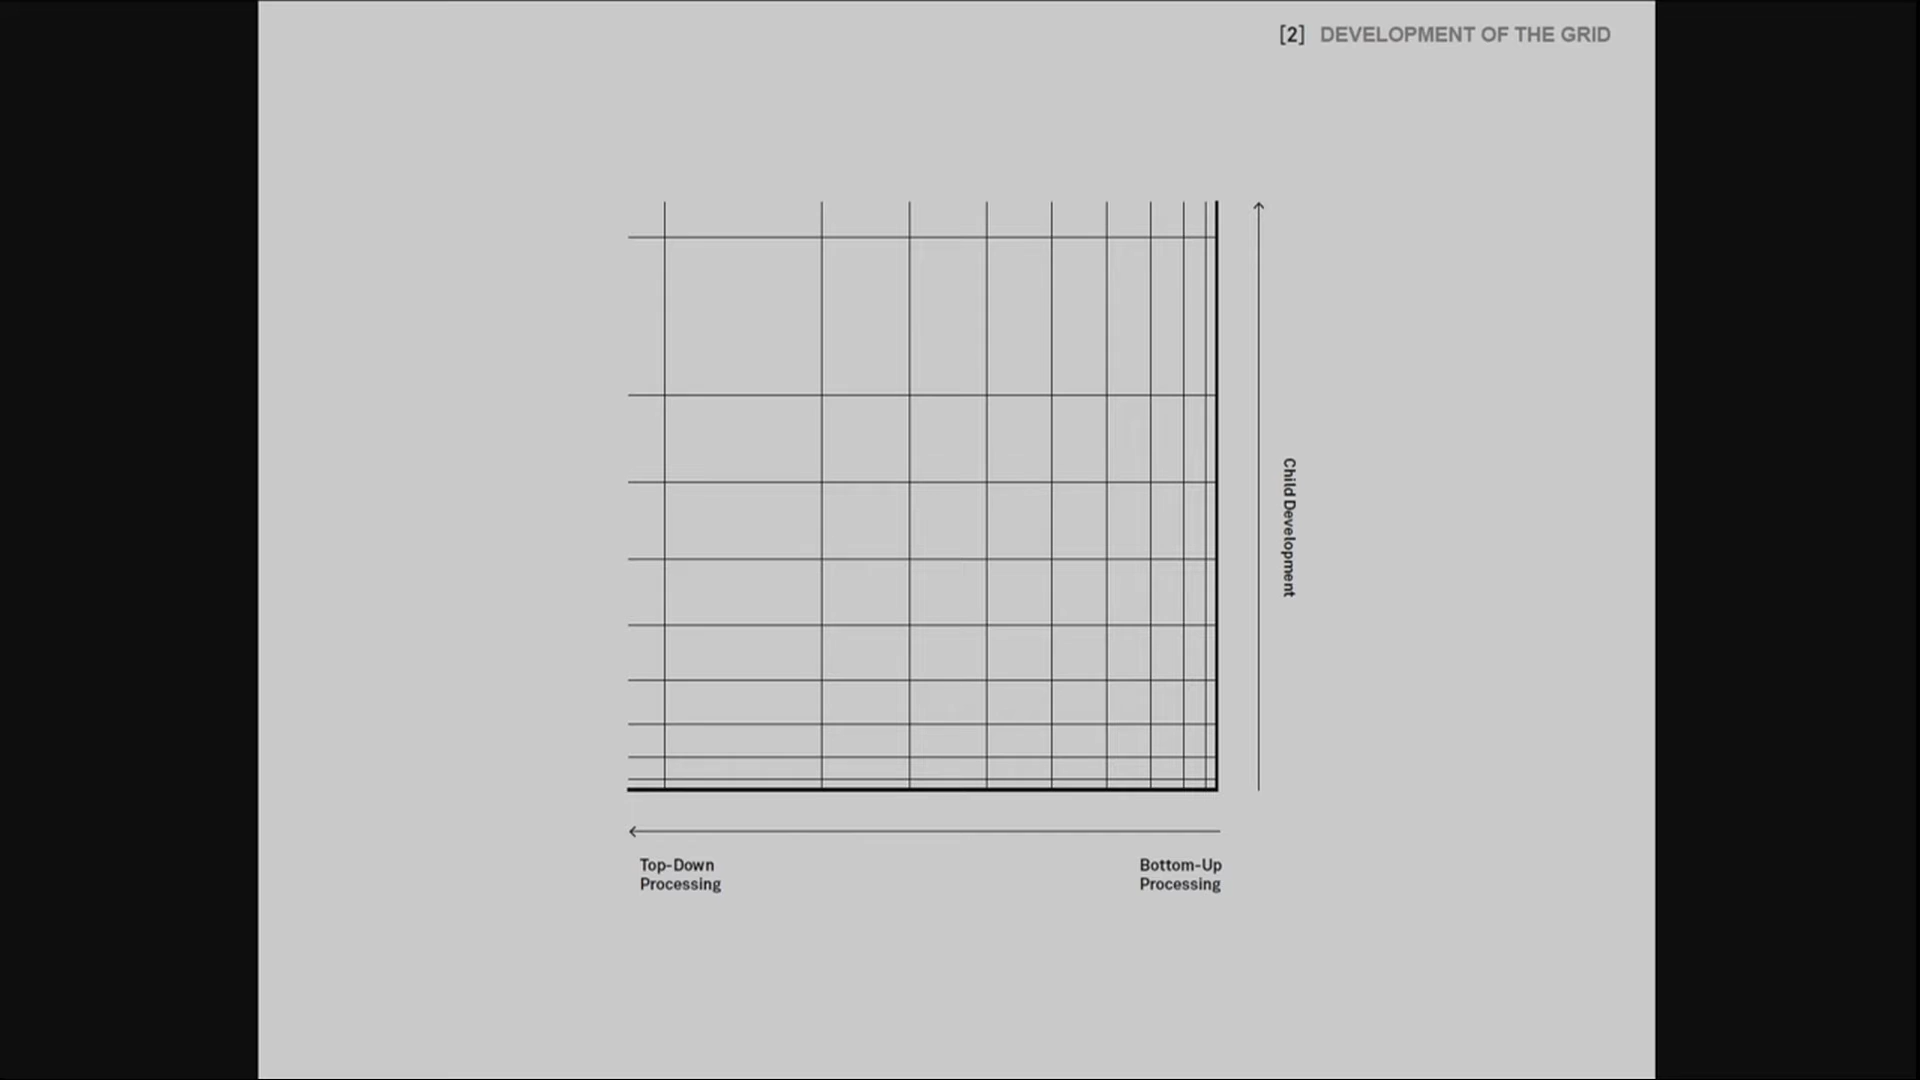 [2] DEVELOPMENT OF THE GRID
Child Development
Top-Down
Processing
Bottom-Up
Processing